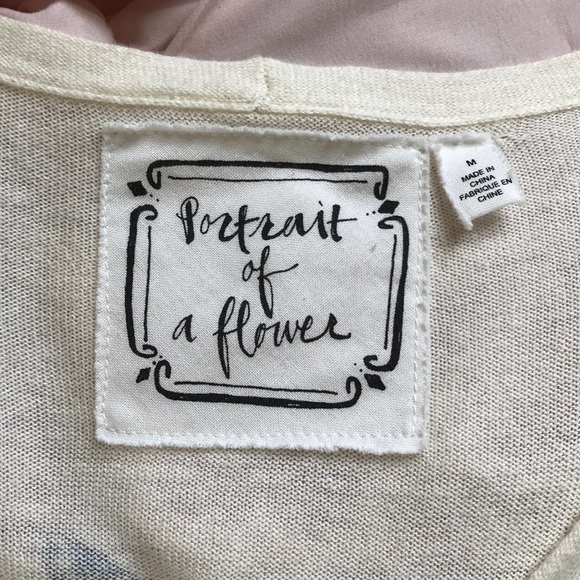 Portrait
of
a flower
M
MADE IN
CHINA
FABRIQUE EN
CHINE